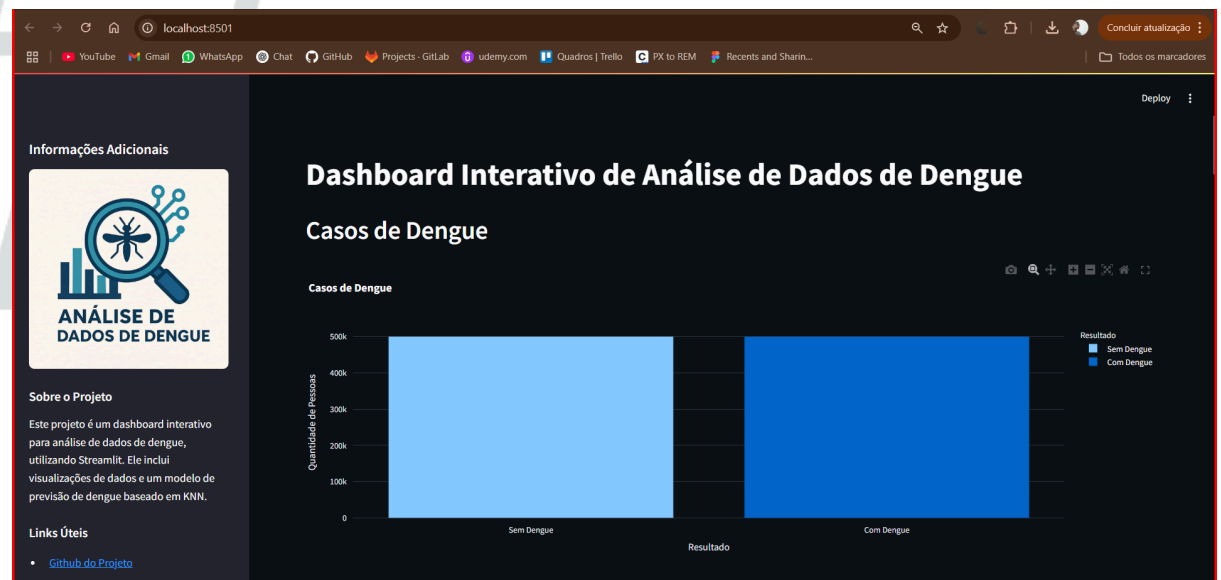 localhost:8501
Concluir atualização
YouTube
Gmail
WhatsApp
Chat
GitHub
Projects · GitLab
udemy.com
Quadros | Trello
PX to REM
Recents and Sharin...
Todos os marcadores
Deploy
Informações Adicionais
ANÁLISE DE
DADOS DE DENGUE
Sobre o Projeto
Este projeto é um dashboard interativo
para análise de dados de dengue,
utilizando Streamlit. Ele inclui
visualizações de dados e um modelo de
previsão de dengue baseado em KNN.
Links Úteis
Github do Projeto
Dashboard Interativo de Análise de Dados de Dengue
Casos de Dengue
Casos de Dengue
Quantidade de Pessoas
500k
400k
300k
200k
100k
0
Sem Dengue
Com Dengue
Resultado
Resultado
Sem Dengue
Com Dengue